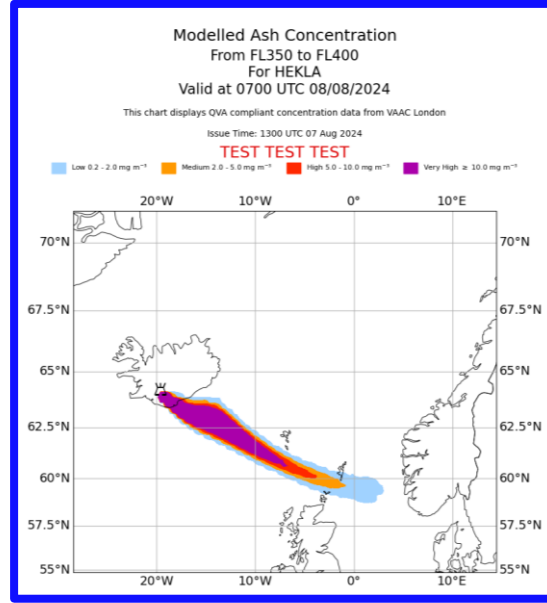 Modelled Ash Concentration
From FL350 to FL400
For HEKLA
Valid at 0700 UTC 08/08/2024
This chart displays QVA compliant concentration data from VAAC London
Issue Time: 1300 UTC 07 Aug 2024
TEST TEST TEST
Low 0.2 - 2.0 mg m⁻³ Medium 2.0 - 5.0 mg m⁻³ High 5.0 - 10.0 mg m⁻³ Very High ≥ 10.0 mg m⁻³
20°W 10°W 0° 10°E
70°N 70°N
67.5°N 67.5°N
65°N 65°N
62.5°N 62.5°N
60°N 60°N
57.5°N 57.5°N
55°N 55°N
20°W 10°W 0° 10°E